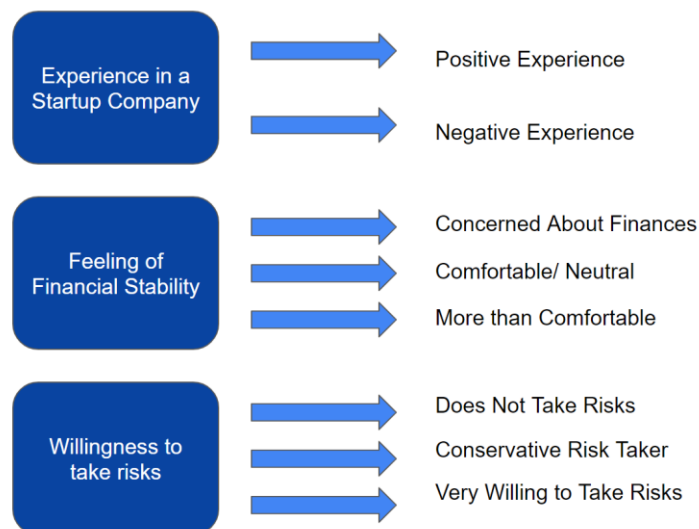 Experience in a
Startup Company
Positive Experience
Negative Experience
Feeling of
Financial Stability
Concerned About Finances
Comfortable/ Neutral
More than Comfortable
Willingness to
take risks
Does Not Take Risks
Conservative Risk Taker
Very Willing to Take Risks